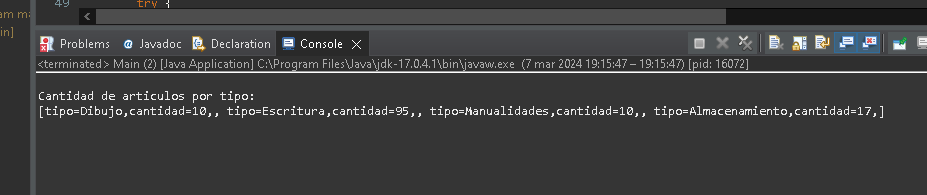 am ma
49 try {
in]
Problems @ Javadoc Declaration Console
<terminated> Main (2) [Java Application] C:\Program Files\Java\jdk-17.0.4.1\bin\javaw.exe (7 mar 2024 19:15:47 – 19:15:47) [pid: 16072]
Cantidad de articulos por tipo:
[tipo=Dibujo,cantidad=10,, tipo=Escritura,cantidad=95,, tipo=Manualidades,cantidad=10,, tipo=Almacenamiento,cantidad=17,]